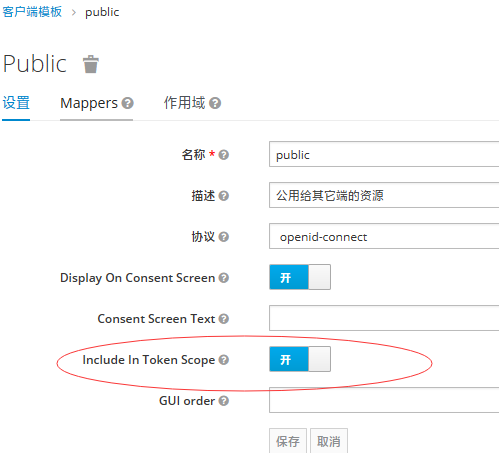 客户端模板 > public
Public
设置 Mappers 作用域
名称 * public
描述 公用给其它端的资源
协议 openid-connect
Display On Consent Screen 开
Consent Screen Text
Include In Token Scope 开
GUI order
保存 取消